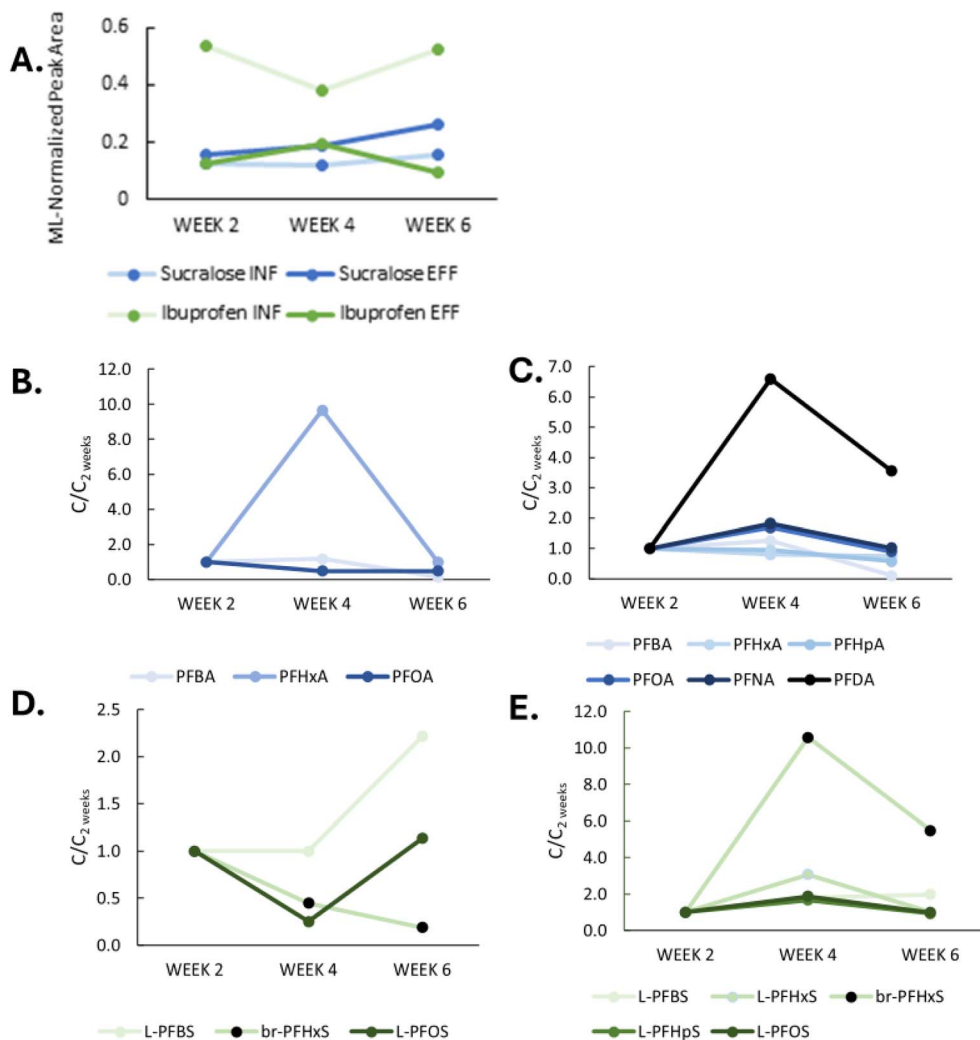 A.
ML-Normalized Peak Area
0.6
0.4
0.2
0
WEEK 2 WEEK 4 WEEK 6
Sucralose INF Sucralose EFF
Ibuprofen INF Ibuprofen EFF
B.
C/C2 weeks
12.0
10.0
8.0
6.0
4.0
2.0
0.0
WEEK 2 WEEK 4 WEEK 6
PFBA PFHxA PFOA
C.
C/C2 weeks
7.0
6.0
5.0
4.0
3.0
2.0
1.0
0.0
WEEK 2 WEEK 4 WEEK 6
PFBA PFHxA PFHpA
PFOA PFNA PFDA
D.
C/C2 weeks
2.5
2.0
1.5
1.0
0.5
0.0
WEEK 2 WEEK 4 WEEK 6
L-PFBS br-PFHxS L-PFOS
E.
C/C2 weeks
12.0
10.0
8.0
6.0
4.0
2.0
0.0
WEEK 2 WEEK 4 WEEK 6
L-PFBS L-PFHxS br-PFHxS
L-PFHpS L-PFOS